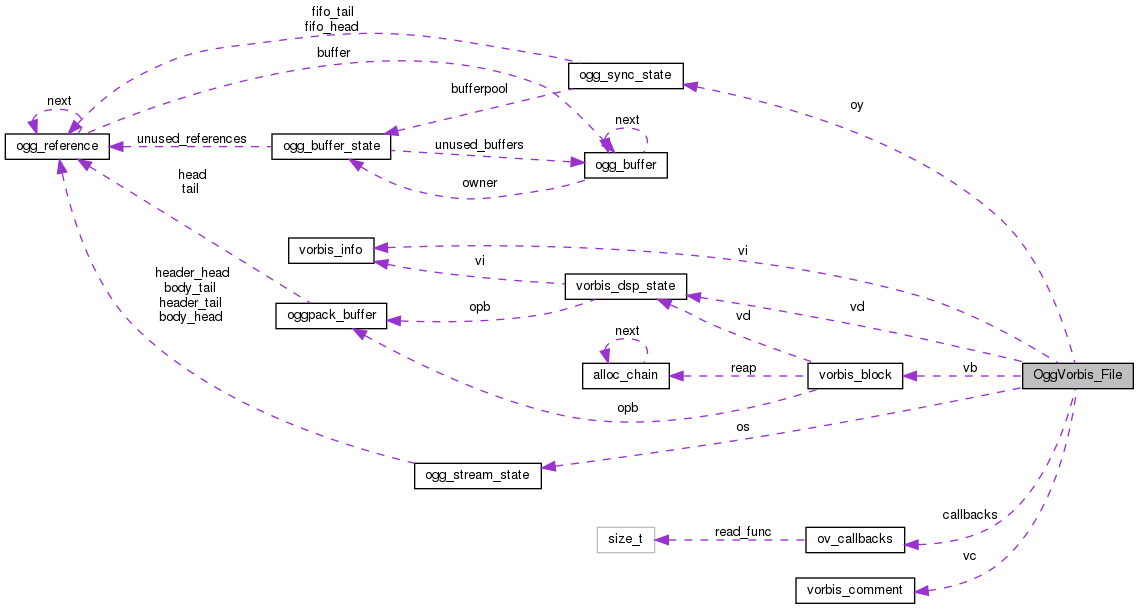 fifo_tail
fifo_head
buffer
ogg_sync_state
bufferpool
oy
next
ogg_reference
unused_references
ogg_buffer_state
unused_buffers
next
ogg_buffer
owner
head
tail
vorbis_info
vi
vi
vorbis_dsp_state
header_head
body_tail
header_tail
body_head
oggpack_buffer
opb
vd
vd
next
alloc_chain
reap
vorbis_block
vb
OggVorbis_File
opb
os
ogg_stream_state
callbacks
size_t
read_func
ov_callbacks
vc
vorbis_comment